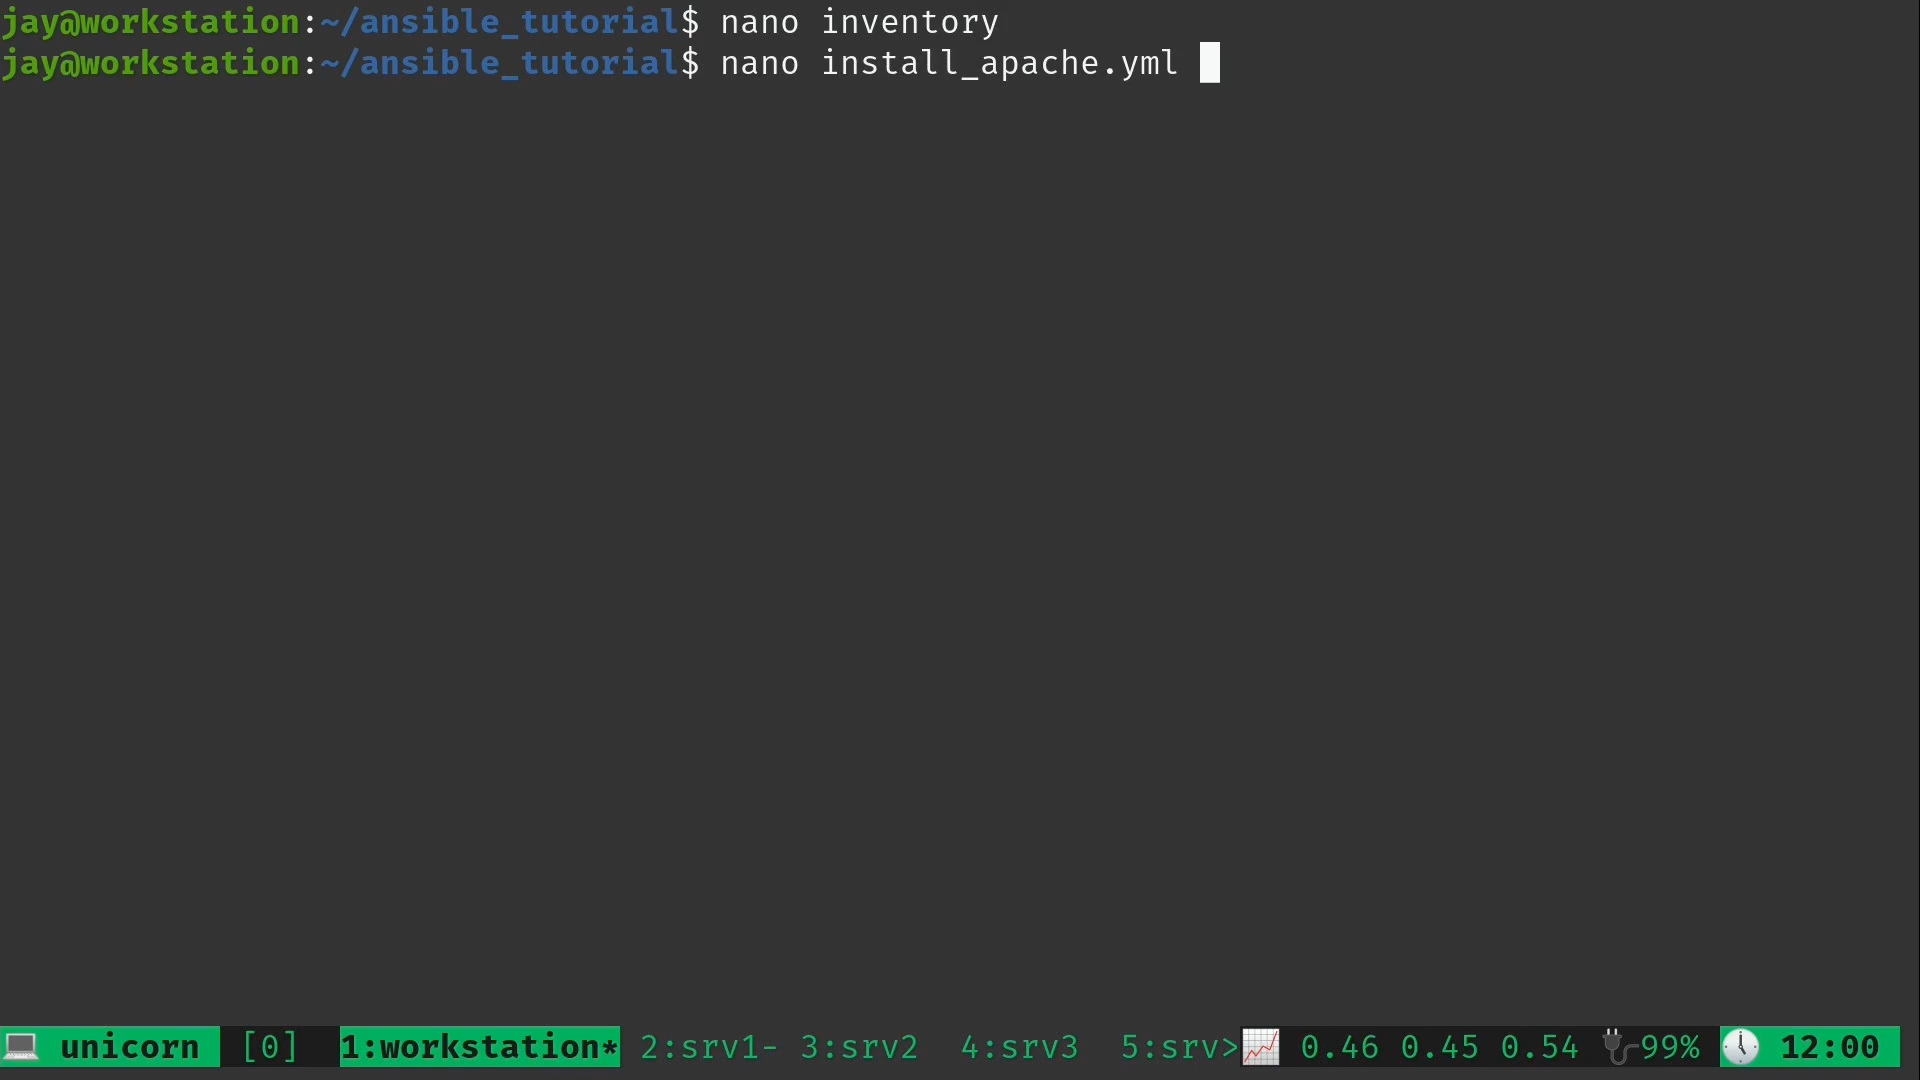 jay@workstation:~/ansible_tutorial$ nano inventory
jay@workstation:~/ansible_tutorial$ nano install_apache.yml
unicorn [0] 1:workstation* 2:srv1- 3:srv2 4:srv3 5:srv> 0.46 0.45 0.54 99% 12:00